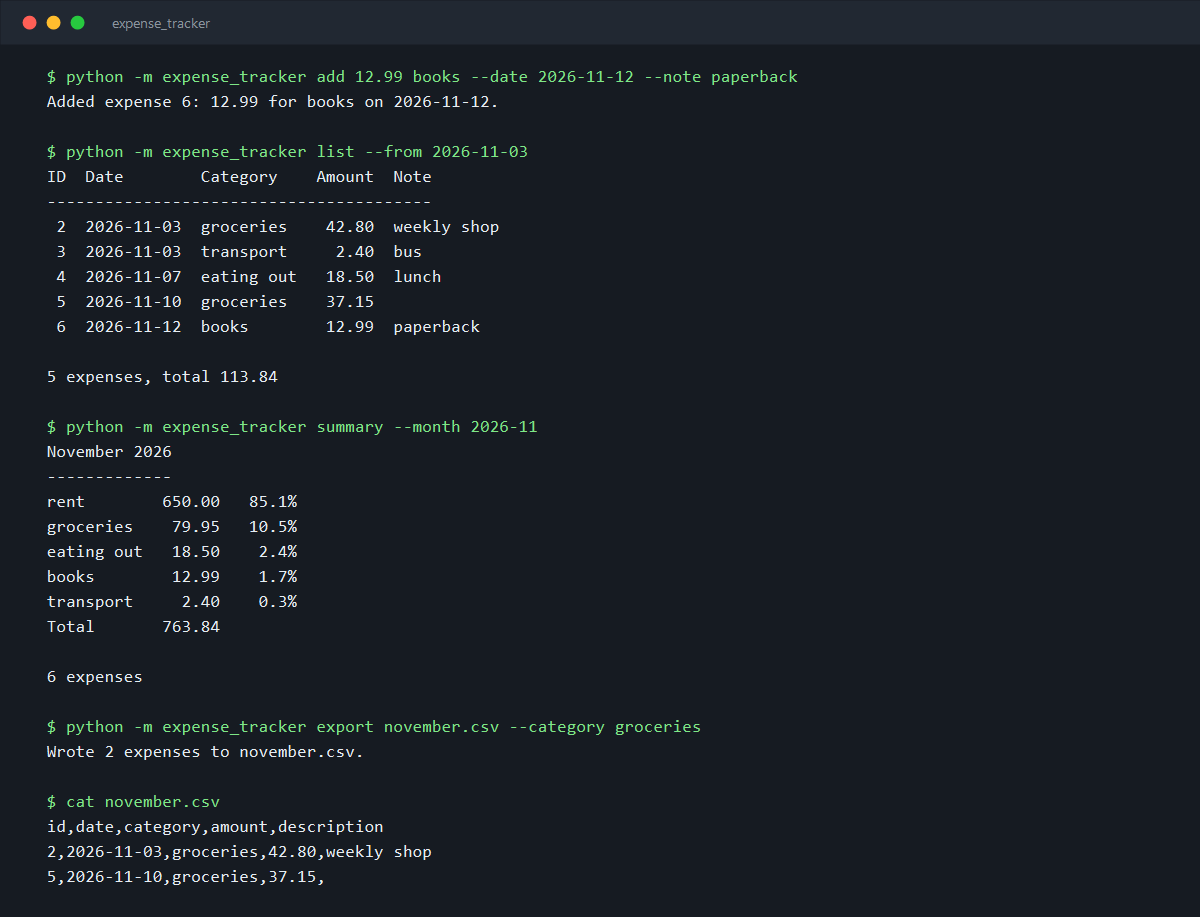 expense_tracker
$ python -m expense_tracker add 12.99 books --date 2026-11-12 --note paperback
Added expense 6: 12.99 for books on 2026-11-12.
$ python -m expense_tracker list --from 2026-11-03
ID  Date        Category    Amount  Note
----------------------------------------
 2  2026-11-03  groceries    42.80  weekly shop
 3  2026-11-03  transport     2.40  bus
 4  2026-11-07  eating out   18.50  lunch
 5  2026-11-10  groceries    37.15
 6  2026-11-12  books        12.99  paperback
5 expenses, total 113.84
$ python -m expense_tracker summary --month 2026-11
November 2026
-------------
rent        650.00   85.1%
groceries    79.95   10.5%
eating out   18.50    2.4%
books        12.99    1.7%
transport     2.40    0.3%
Total       763.84
6 expenses
$ python -m expense_tracker export november.csv --category groceries
Wrote 2 expenses to november.csv.
$ cat november.csv
id,date,category,amount,description
2,2026-11-03,groceries,42.80,weekly shop
5,2026-11-10,groceries,37.15,